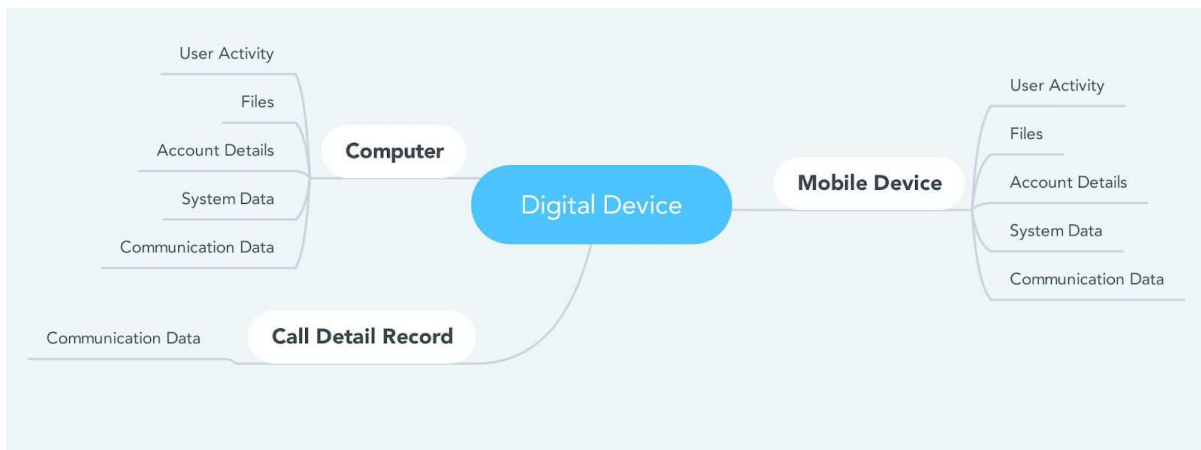 User Activity
Files
Account Details
System Data
Communication Data
Computer
Communication Data
Call Detail Record
Digital Device
Mobile Device
User Activity
Files
Account Details
System Data
Communication Data